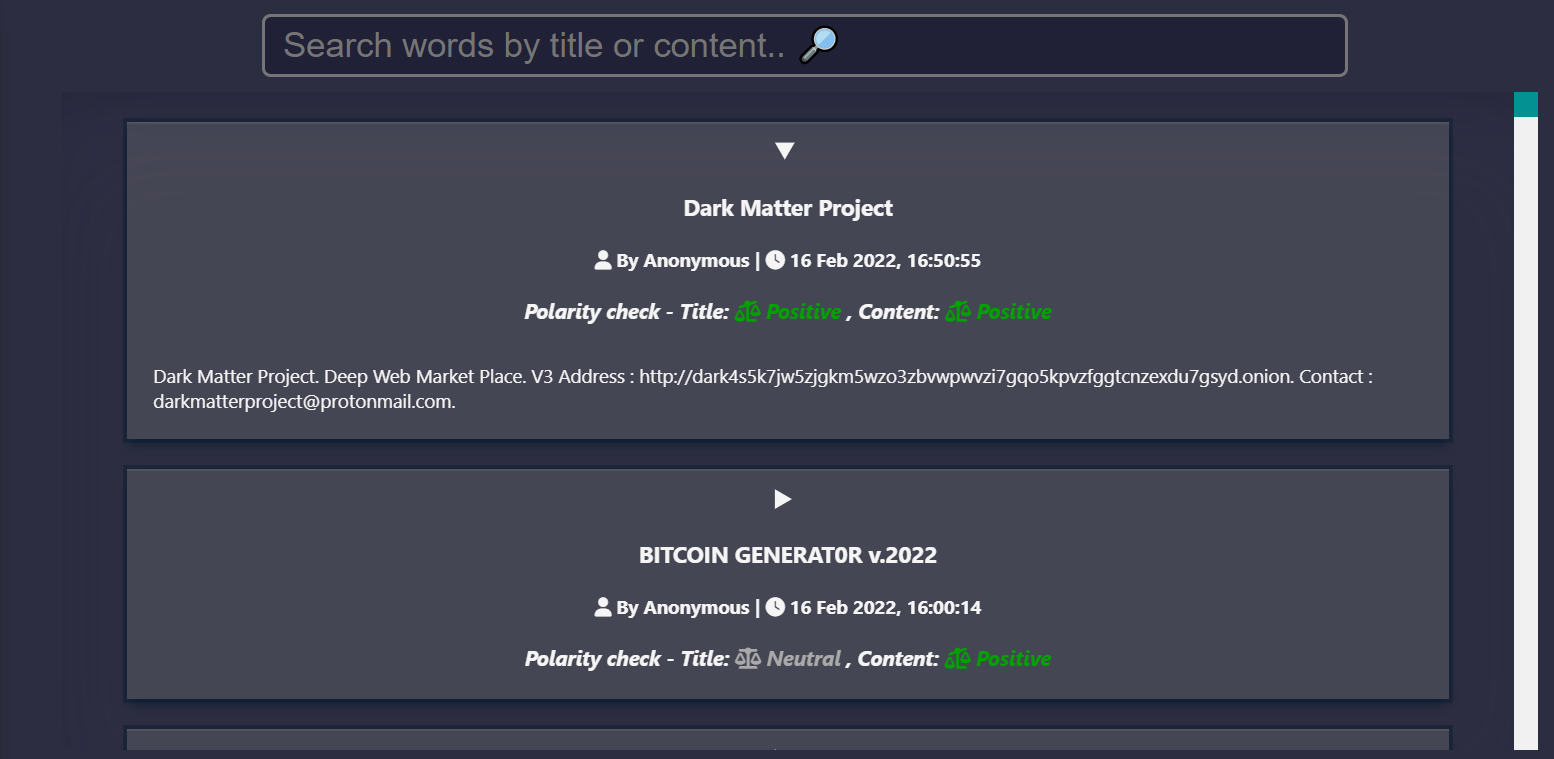 Search words by title or content.. 🔎
▼
Dark Matter Project
By Anonymous | 16 Feb 2022, 16:50:55
Polarity check - Title: Positive , Content: Positive
Dark Matter Project. Deep Web Market Place. V3 Address : http://dark4s5k7jw5zjgkm5wzo3zbvwpwvzi7gqo5kpvzfggtcnzexdu7gsyd.onion. Contact :
darkmatterproject@protonmail.com.
▶
BITCOIN GENERAT0R v.2022
By Anonymous | 16 Feb 2022, 16:00:14
Polarity check - Title: Neutral , Content: Positive